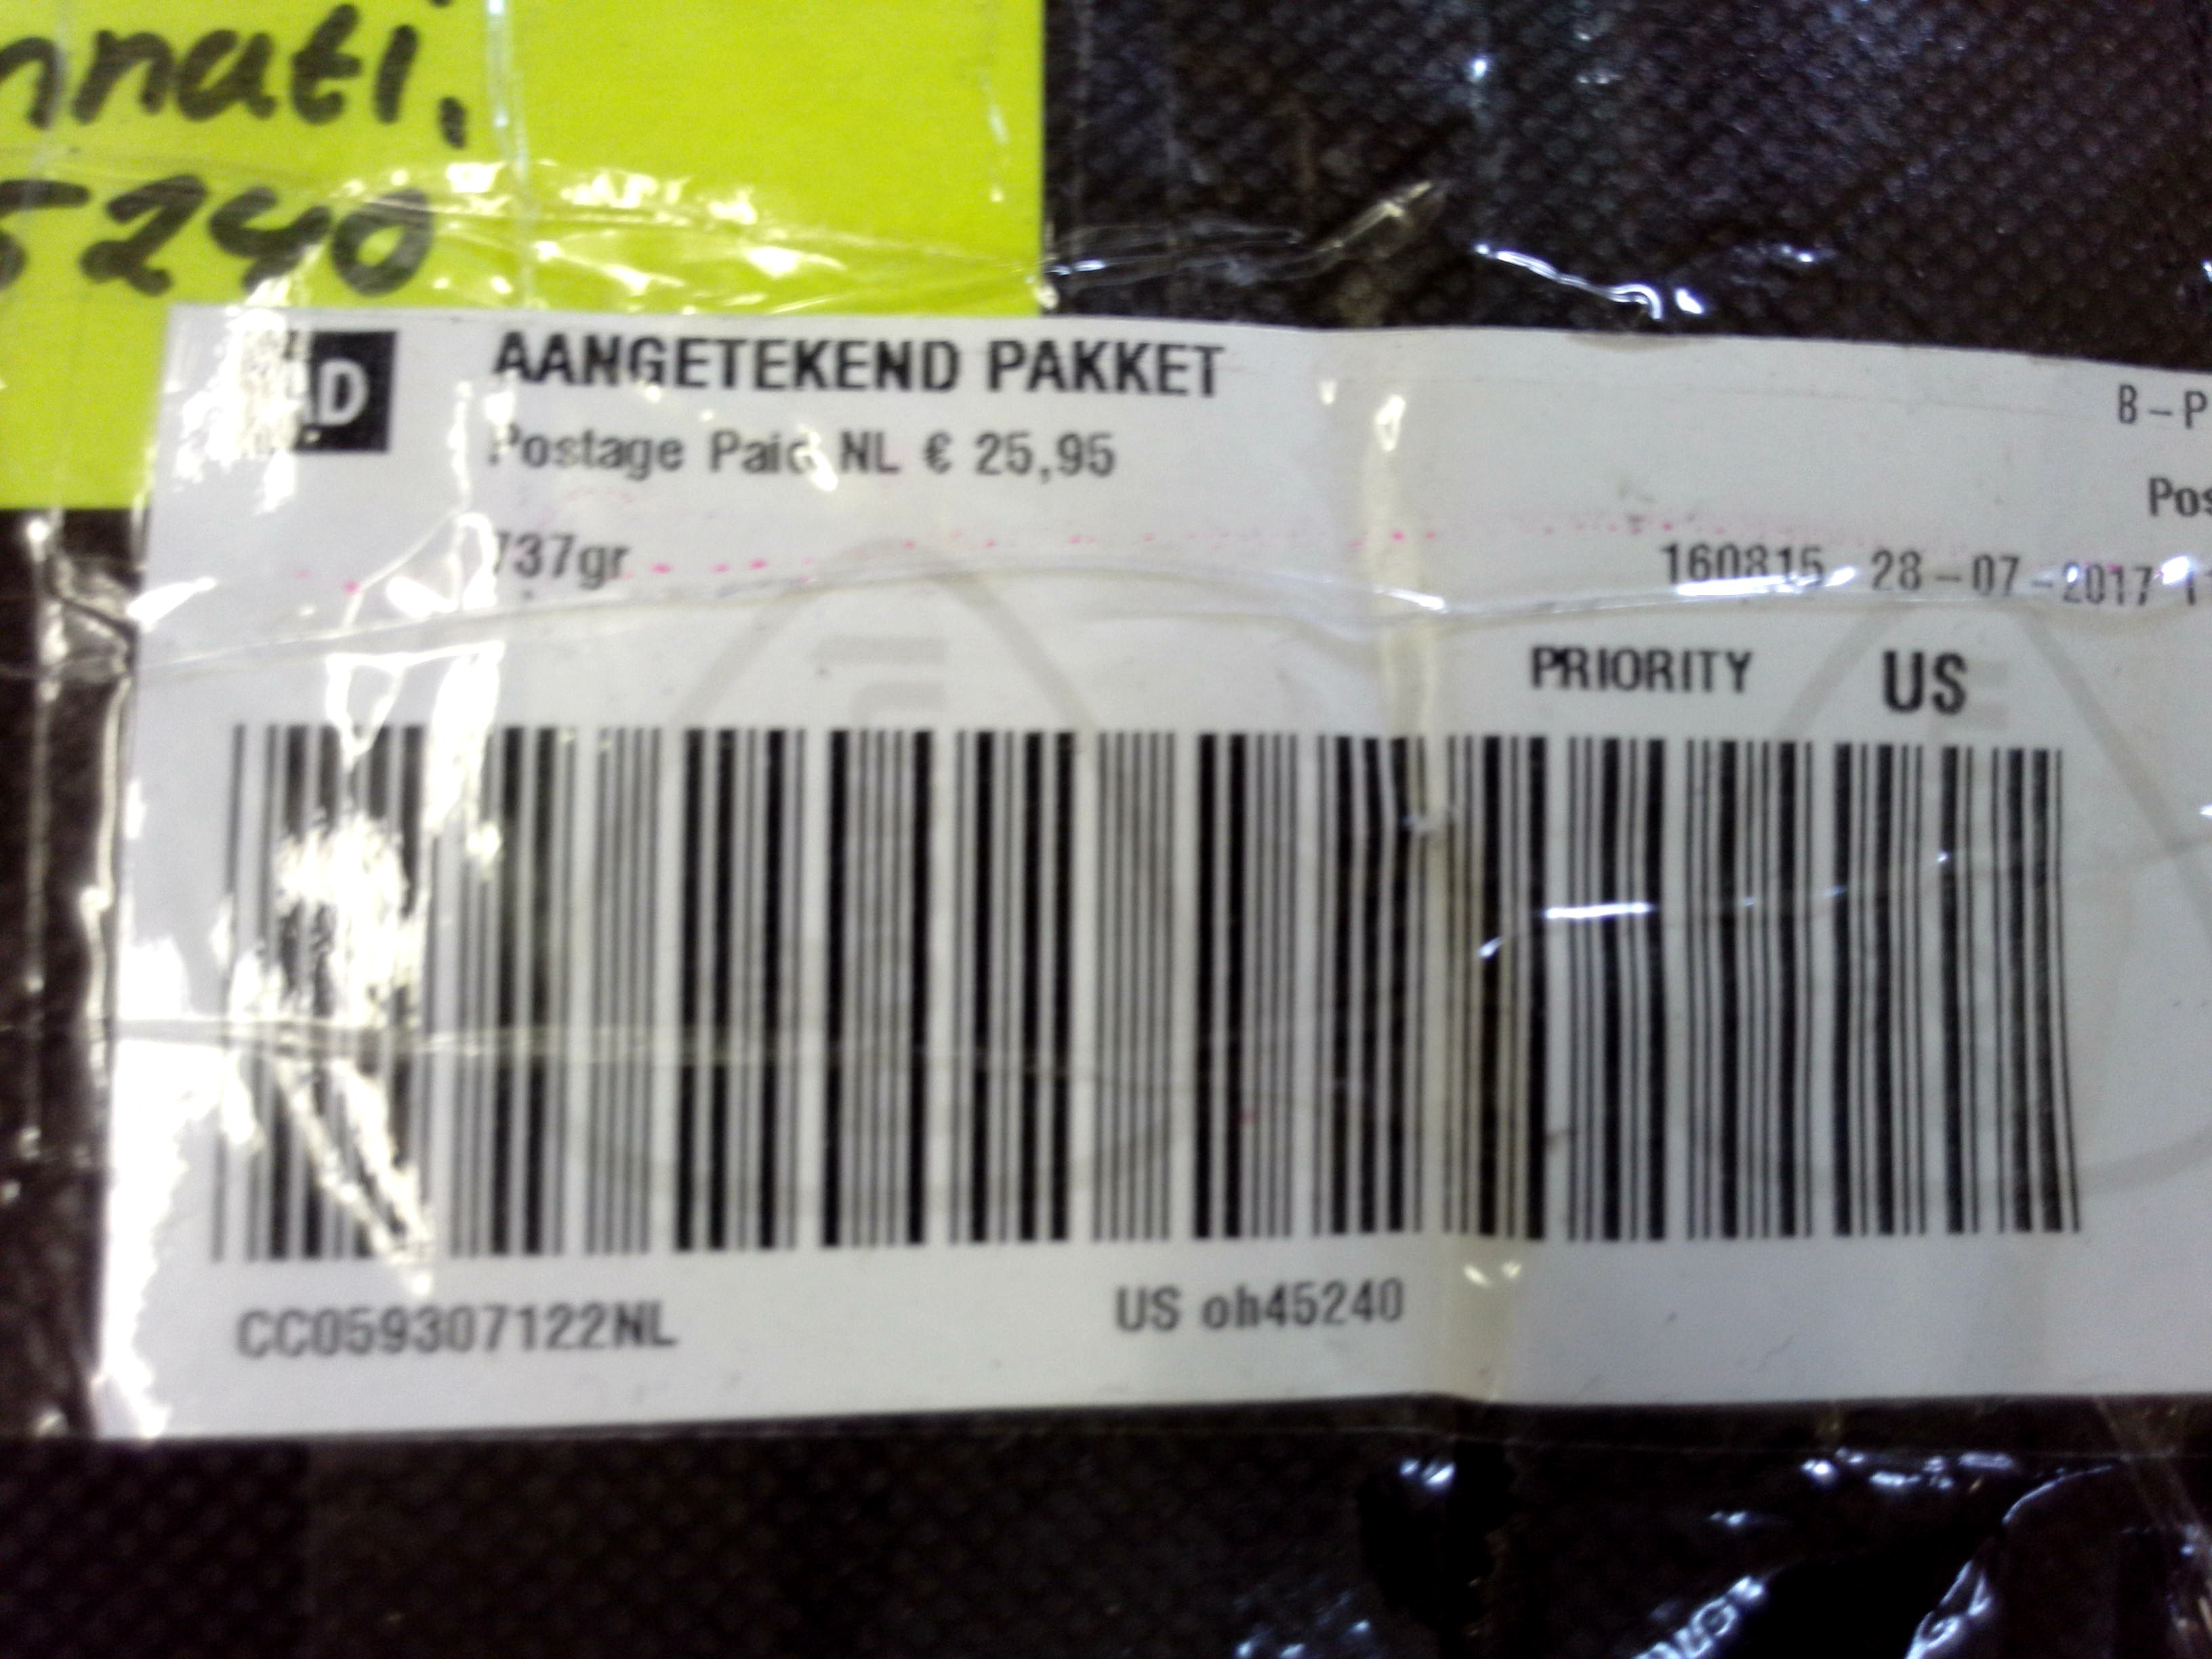 nnati,
5240
D
AANGETEKEND PAKKET
B-P
Postage Paid NL € 25,95
Pos
737gr
160815 28-07-2017
PRIORITY US
CC059307122NL
US oh45240